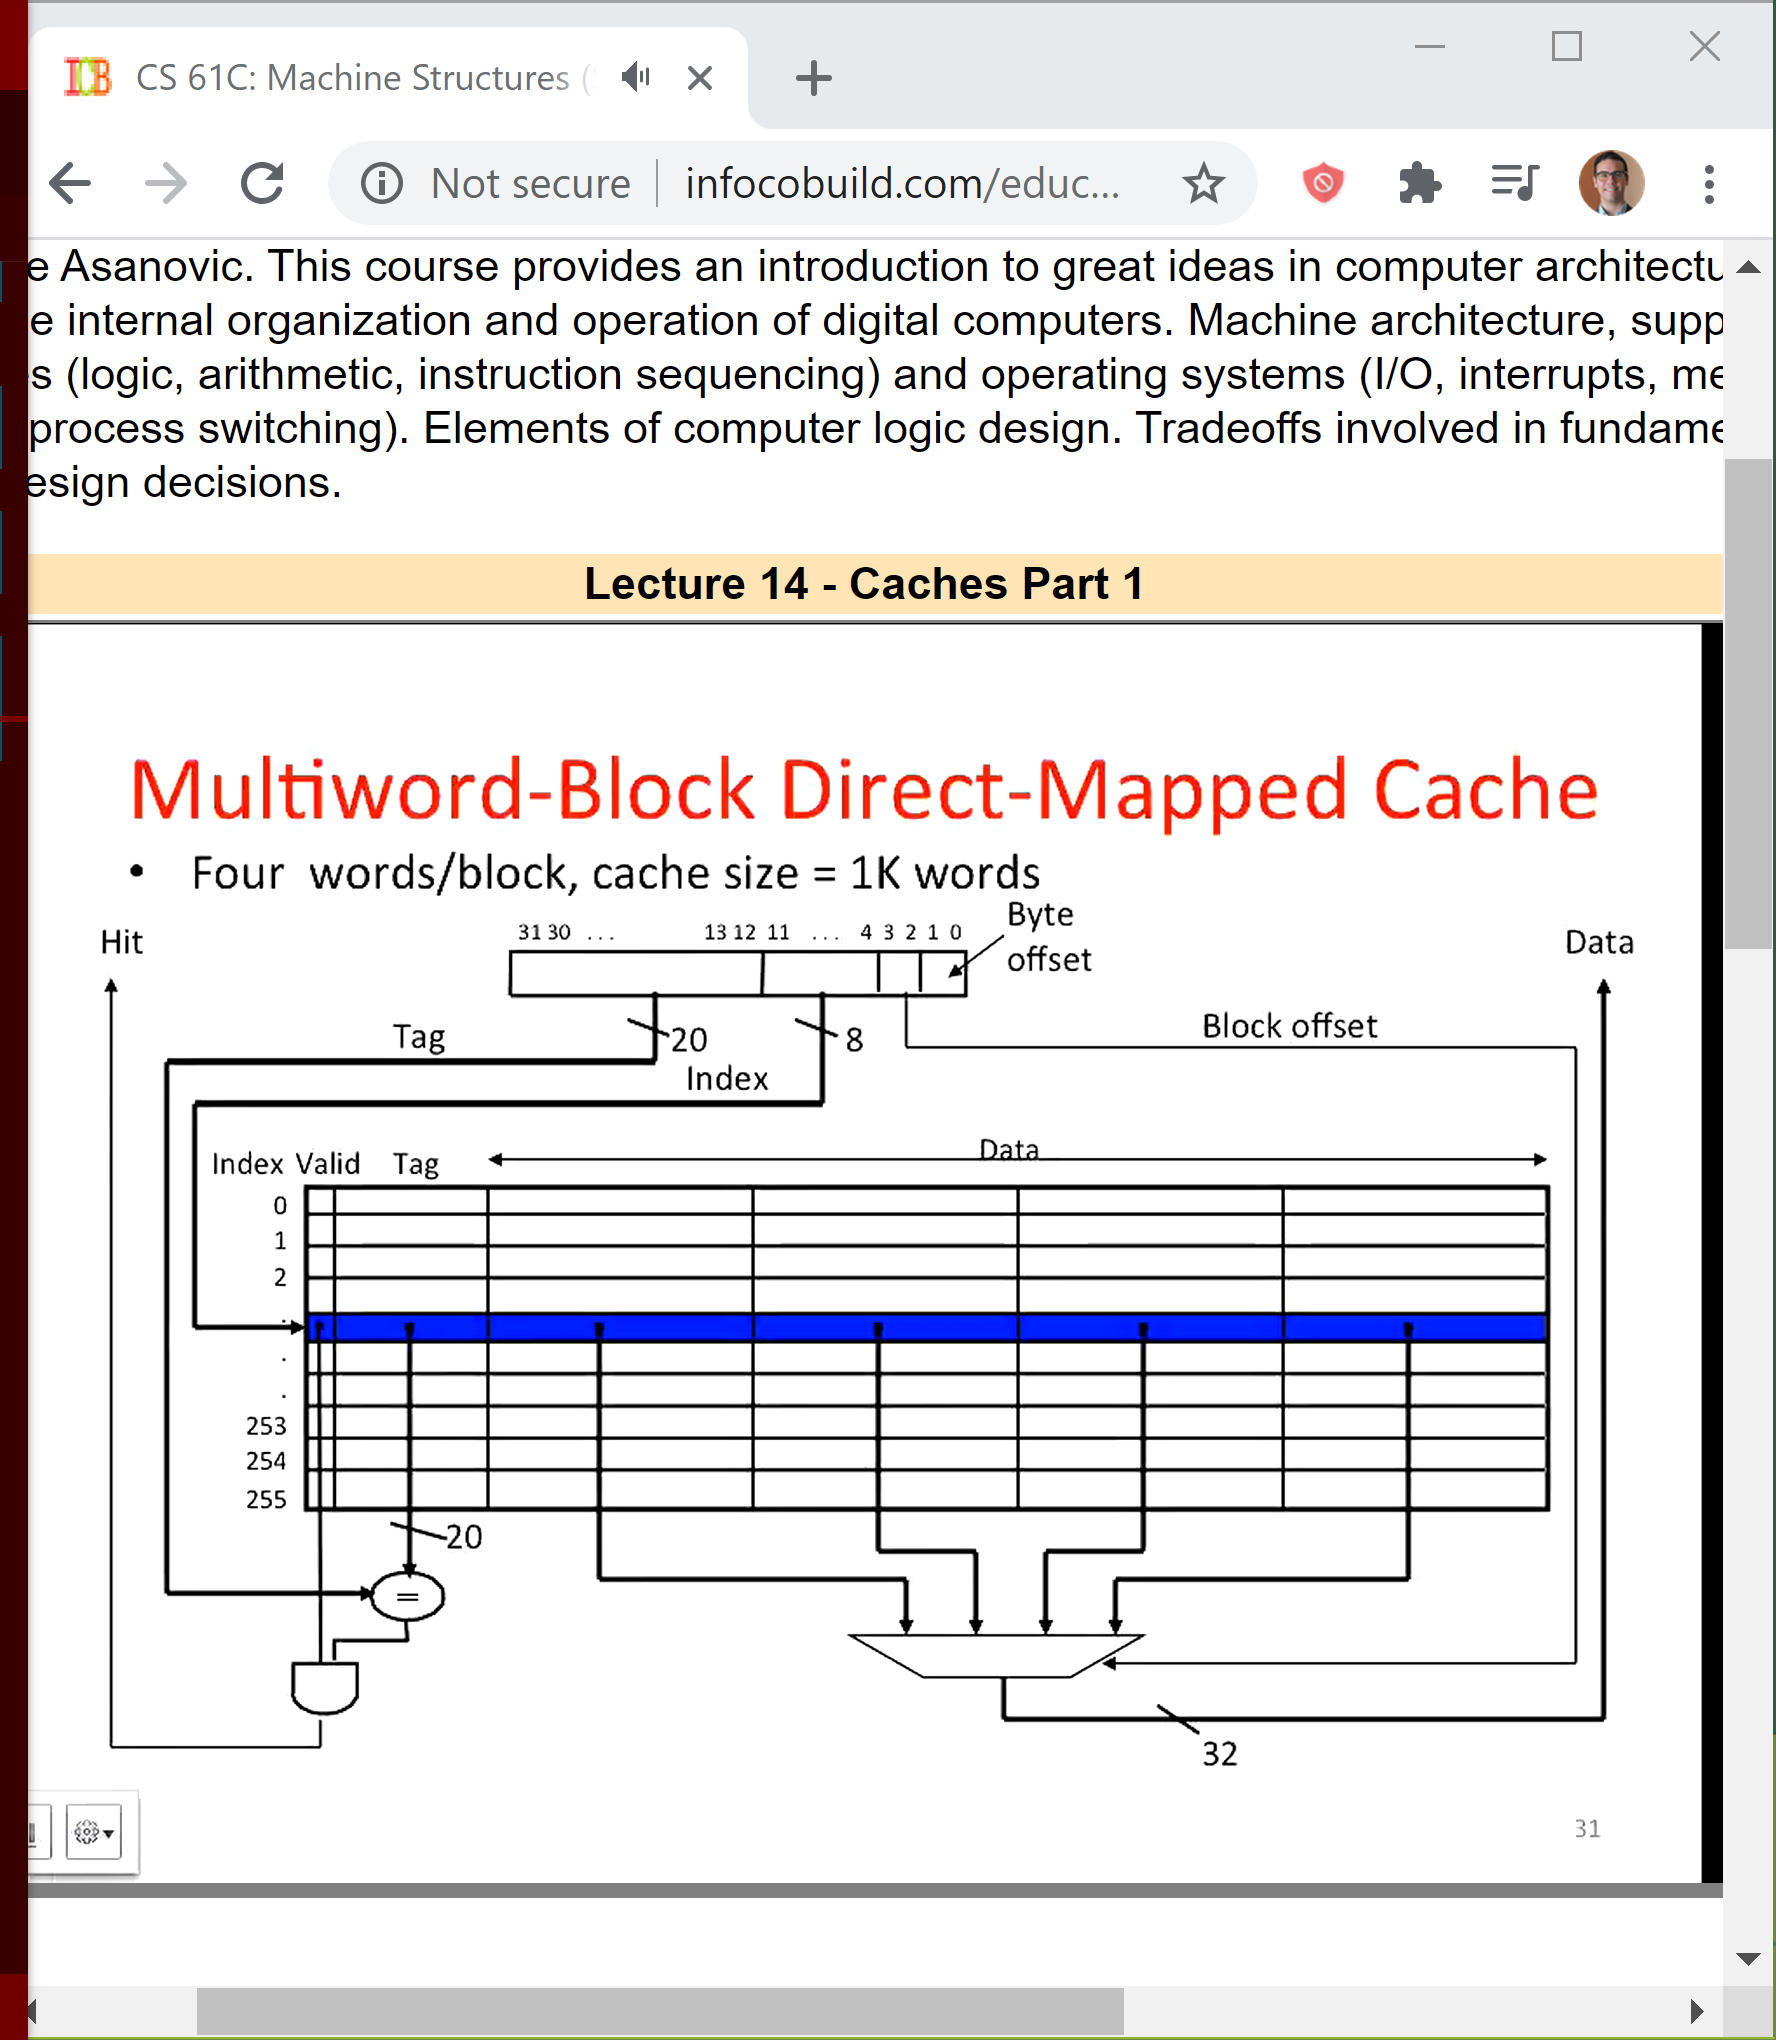 CS 61C: Machine Structures (
Not secure
infocobuild.com/educ...
e Asanovic. This course provides an introduction to great ideas in computer architectu
e internal organization and operation of digital computers. Machine architecture, supp
s (logic, arithmetic, instruction sequencing) and operating systems (I/O, interrupts, me
process switching). Elements of computer logic design. Tradeoffs involved in fundame
esign decisions.
Lecture 14 - Caches Part 1
Multiword-Block Direct-Mapped Cache
• Four words/block, cache size = 1K words
Hit
31 30 ... 13 12 11 ... 4 3 2 1 0
Byte
offset
Data
Tag
20
8
Block offset
Index
Index Valid Tag
Data
0
1
2
.
.
.
253
254
255
20
=
32
31